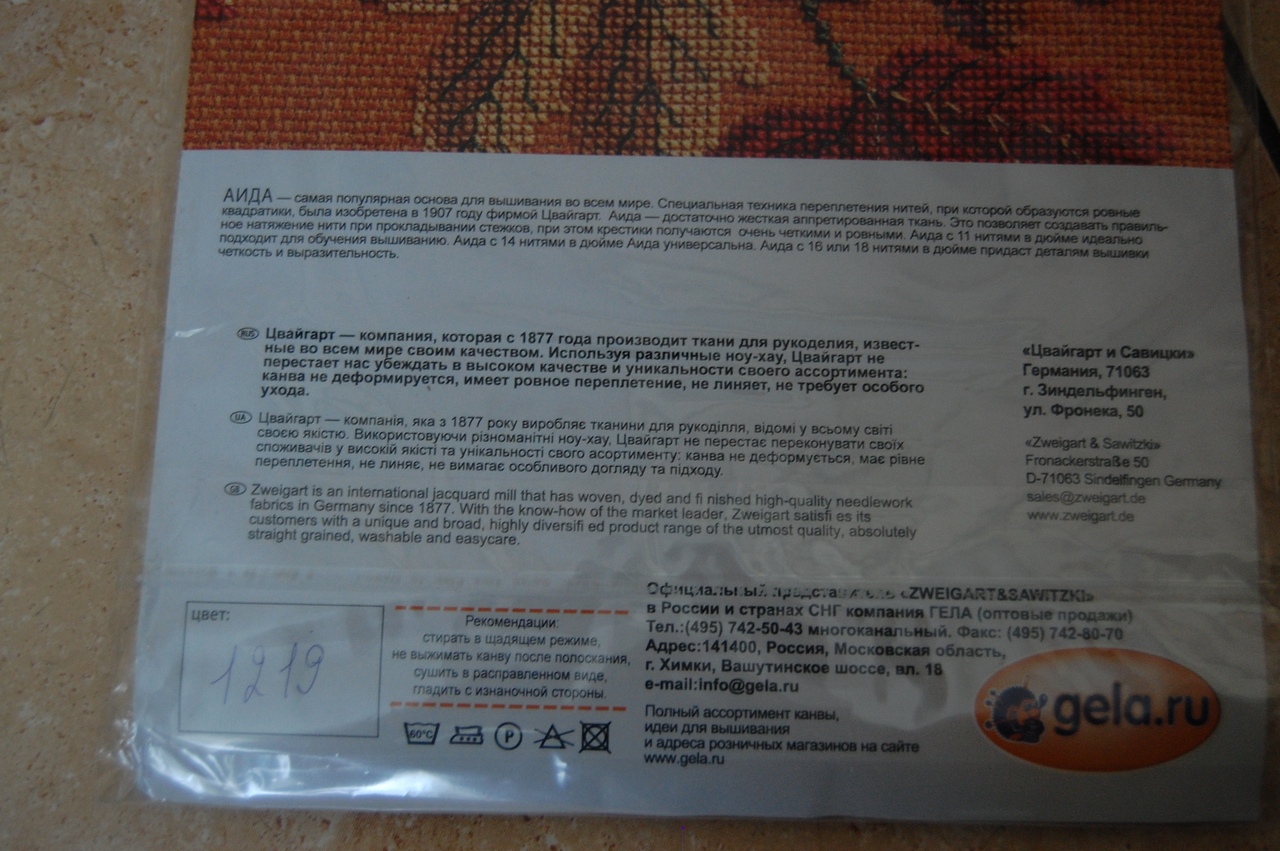 АИДА — самая популярная основа для вышивания во всем мире. Специальная техника переплетения нитей, при которой образуются ровные
квадратики, была изобретена в 1907 году фирмой Цвайгарт. Аида — достаточно жесткая аппретированная ткань. Это позволяет создавать правиль-
ное натяжение нити при прокладывании стежков, при этом крестики получаются очень четкими и ровными. Аида с 11 нитями в дюйме идеально
подходит для обучения вышиванию. Аида с 14 нитями в дюйме Аида универсальна. Аида с 16 или 18 нитями в дюйме придаст деталям вышивки
четкость и выразительность.
RUS Цвайгарт — компания, которая с 1877 года производит ткани для рукоделия, извест-
ные во всем мире своим качеством. Используя различные ноу-хау, Цвайгарт не
перестает нас убеждать в высоком качестве и уникальности своего ассортимента:
канва не деформируется, имеет ровное переплетение, не линяет, не требует особого
ухода.
UA Цвайгарт — компанія, яка з 1877 року виробляє тканини для рукоділля, відомі у всьому світі
своєю якістю. Використовуючи різноманітні ноу-хау, Цвайгарт не перестає переконувати своїх
споживачів у високій якісті та унікальності свого асортименту: канва не деформується, має рівне
переплетення, не линяє, не вимагає особливого догляду та підходу.
GB Zweigart is an international jacquard mill that has woven, dyed and fi nished high-quality needlework
fabrics in Germany since 1877. With the know-how of the market leader, Zweigart satisfi es its
customers with a unique and broad, highly diversifi ed product range of the utmost quality, absolutely
straight grained, washable and easycare.
«Цвайгарт и Савицки»
Германия, 71063
г. Зиндельфинген,
ул. Фронека, 50
«Zweigart & Sawitzki»
Fronackerstraße 50
D-71063 Sindelfingen Germany
sales@zweigart.de
www.zweigart.de
цвет:
1219
Рекомендации:
стирать в щадящем режиме,
не выжимать канву после полоскания,
сушить в расправленном виде,
гладить с изнаночной стороны.
60°C
P
Официальный представитель «ZWEIGART&SAWITZKI»
в России и странах СНГ компания ГЕЛА (оптовые продажи)
Тел.:(495) 742-50-43 многоканальный. Факс: (495) 742-80-70
Адрес:141400, Россия, Московская область,
г. Химки, Вашутинское шоссе, вл. 18
e-mail:info@gela.ru
Полный ассортимент канвы,
идеи для вышивания
и адреса розничных магазинов на сайте
www.gela.ru
gela.ru